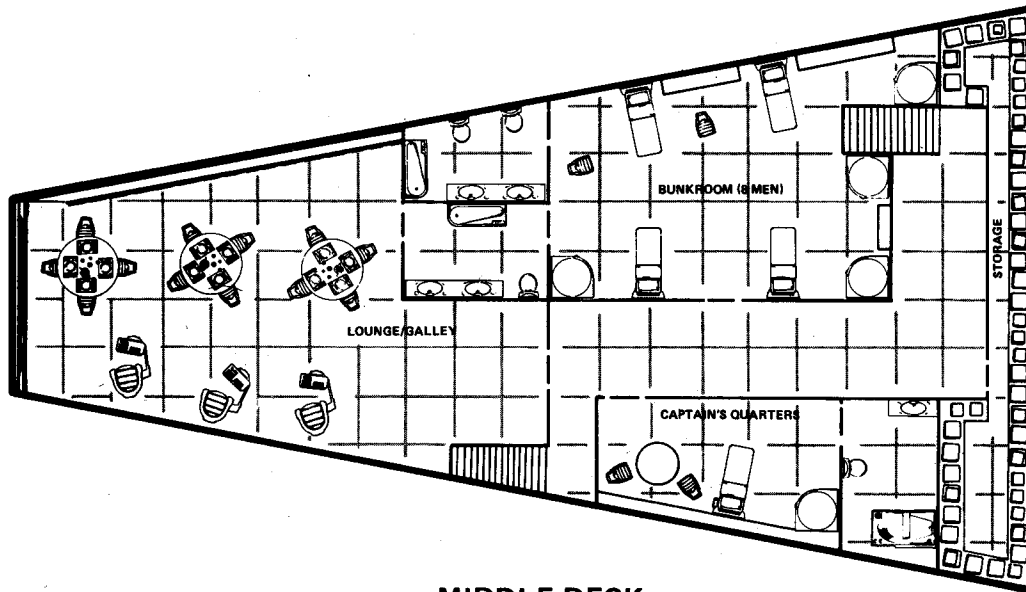 BUNKROOM (8 MEN)
STORAGE
LOUNGE/GALLEY
CAPTAIN'S QUARTERS
MIDDLE DECK